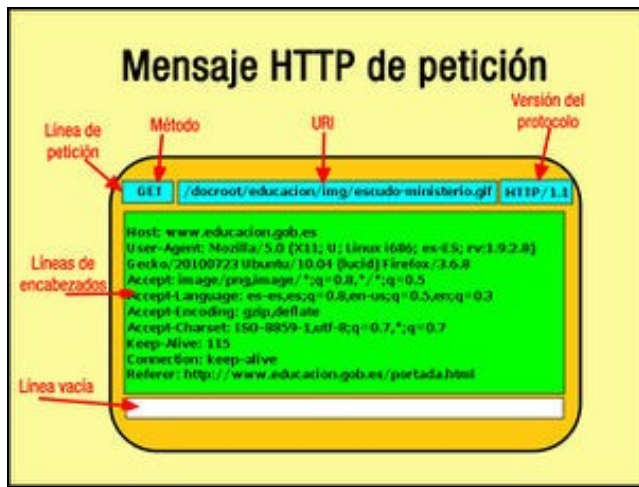 Mensaje HTTP de petición
Línea de petición
Método
URI
Versión del protocolo
GET /docroot/educacion/img/escudo-ministerio.gif HTTP/1.1
Líneas de encabezados
Host: www.educacion.gob.es
User-Agent: Mozilla/5.0 (X11; U; Linux i686; es-ES; rv:1.9.2.8)
Gecko/20100723 Ubuntu/10.04 (lucid) Firefox/3.6.8
Accept: image/png,image/*;q=0.8,*/*;q=0.5
Accept-Language: es-es,es;q=0.8,en-us;q=0.5,en;q=0.3
Accept-Encoding: gzip,deflate
Accept-Charset: ISO-8859-1,utf-8;q=0.7,*;q=0.7
Keep-Alive: 115
Connection: keep-alive
Referer: http://www.educacion.gob.es/portada.html
Línea vacía